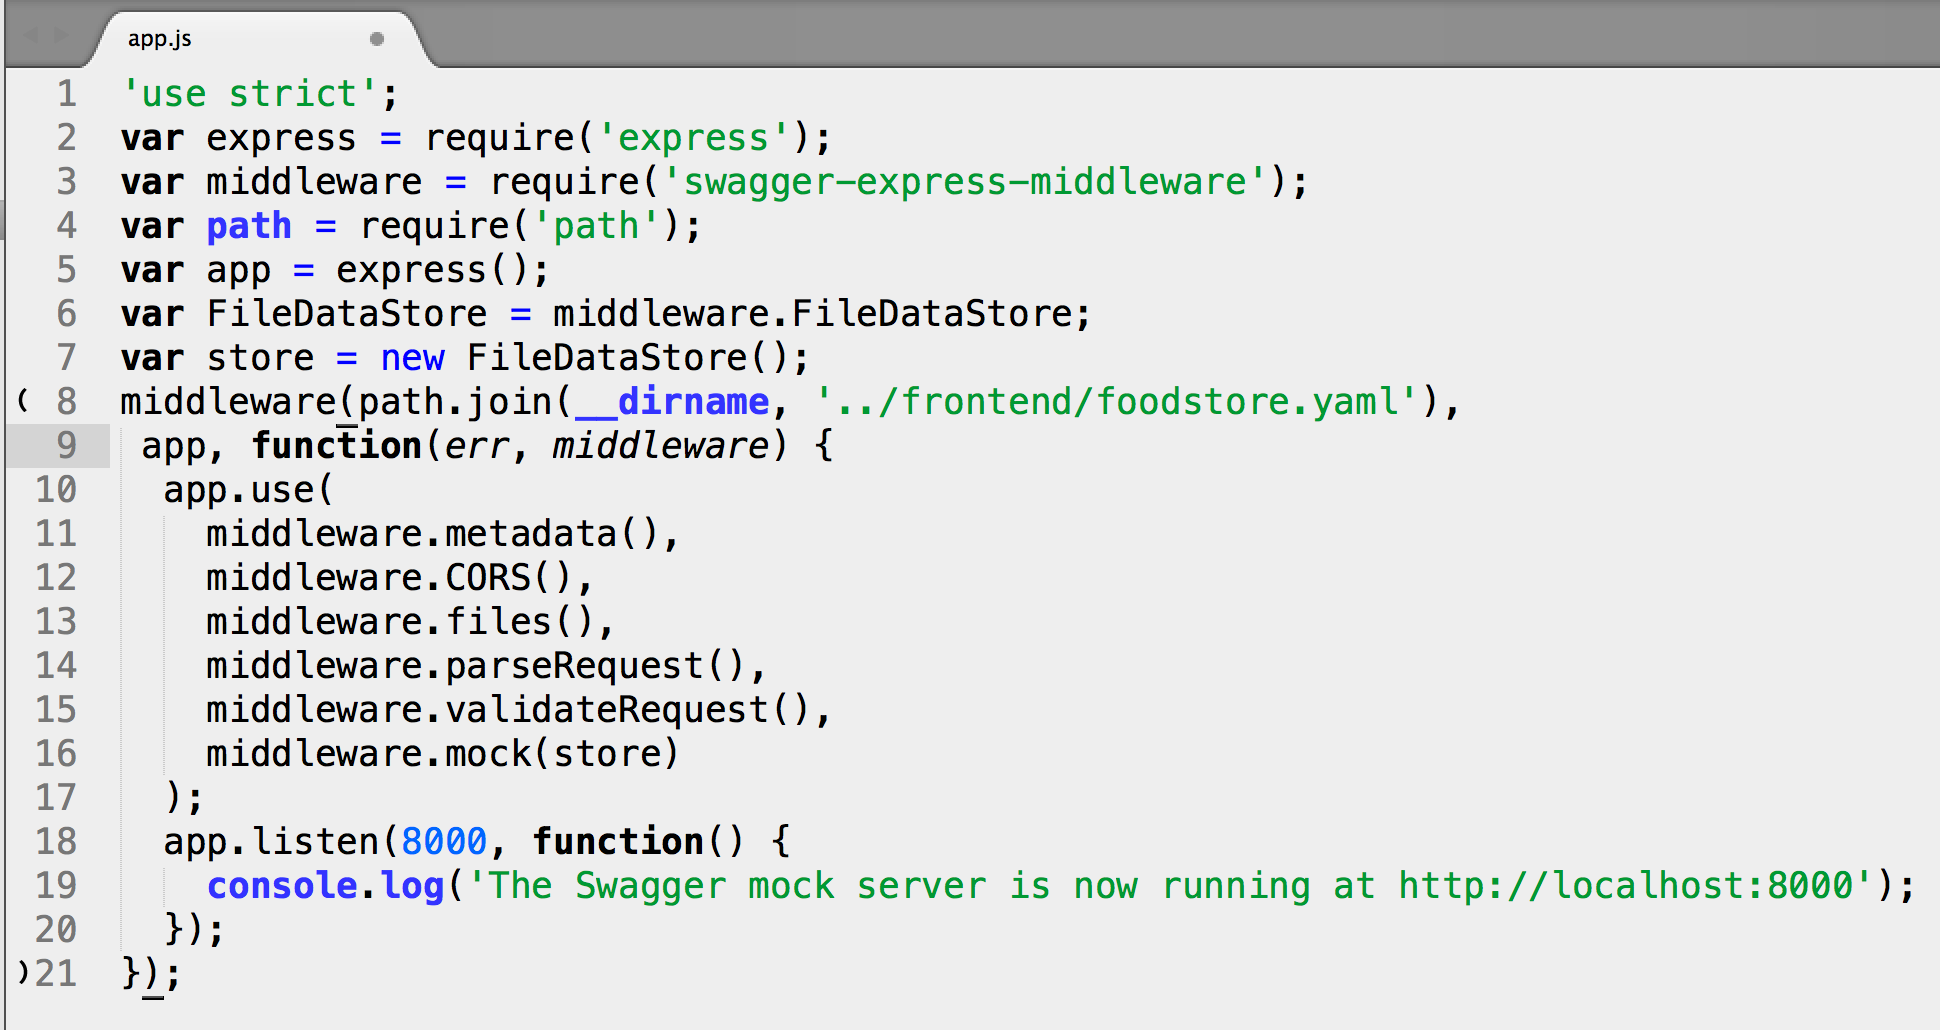 app.js
1 'use strict';
2 var express = require('express');
3 var middleware = require('swagger-express-middleware');
4 var path = require('path');
5 var app = express();
6 var FileDataStore = middleware.FileDataStore;
7 var store = new FileDataStore();
( 8 middleware(path.join(__dirname, '../frontend/foodstore.yaml'),
9 app, function(err, middleware) {
10 app.use(
11 middleware.metadata(),
12 middleware.CORS(),
13 middleware.files(),
14 middleware.parseRequest(),
15 middleware.validateRequest(),
16 middleware.mock(store)
17 );
18 app.listen(8000, function() {
19 console.log('The Swagger mock server is now running at http://localhost:8000');
20 });
)21 });